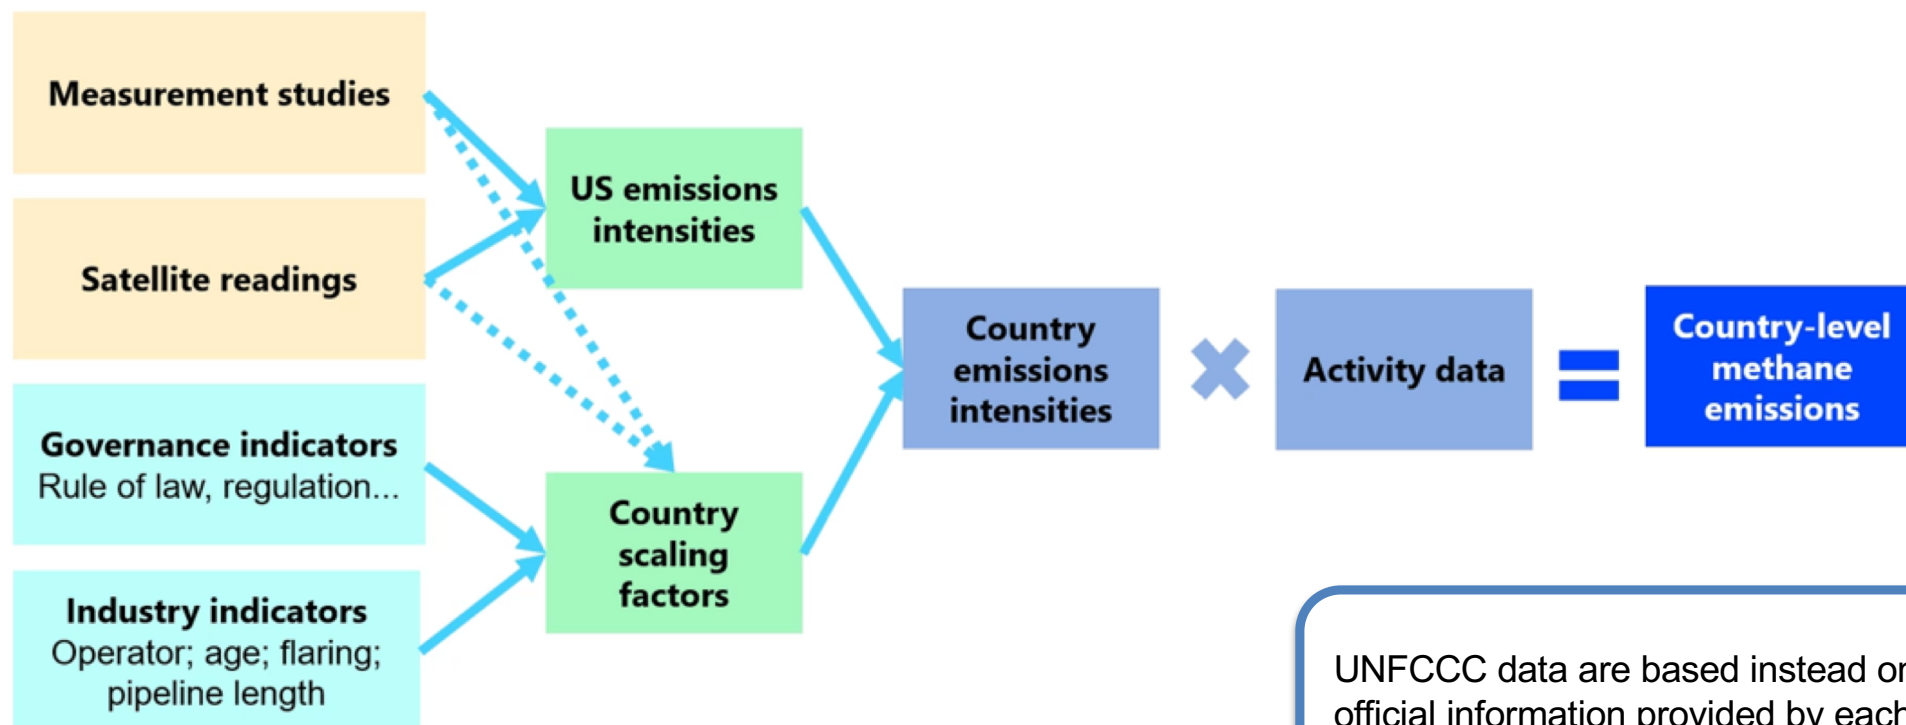 Measurement studies
Satellite readings
Governance indicators
Rule of law, regulation...
Industry indicators
Operator; age; flaring;
pipeline length
US emissions
intensities
Country
scaling
factors
Country
emissions
intensities
Activity data
Country-level
methane
emissions
UNFCCC data are based instead on
official information provided by each